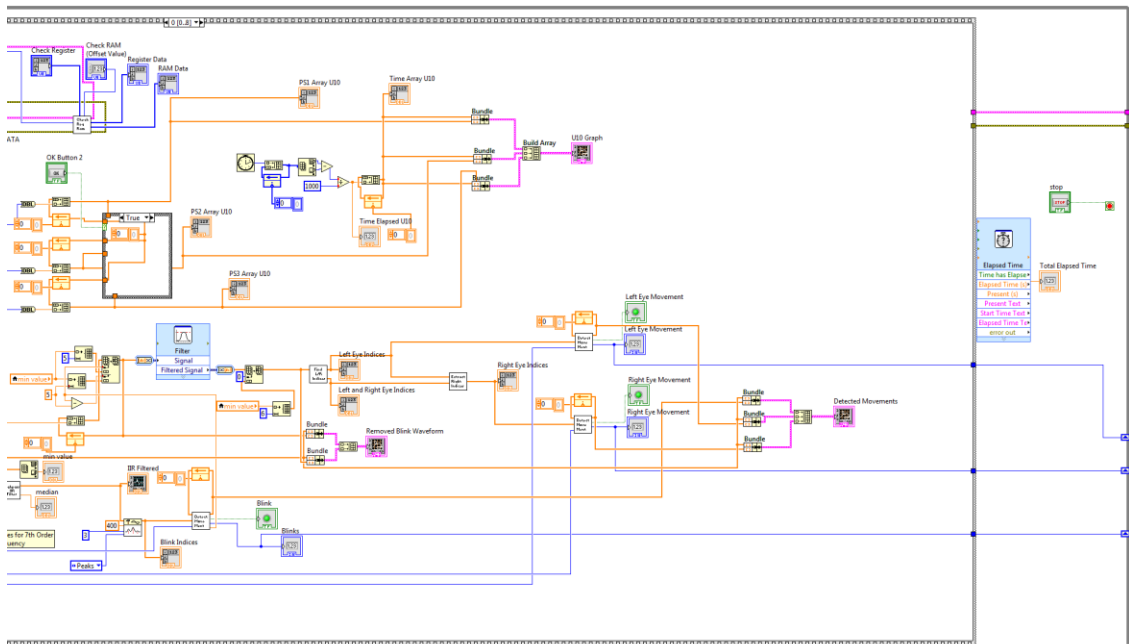 0 [0..8]
Check Register
Check RAM
(Offset Value)
Register Data
RAM Data
ATA
OK Button 2
True
PS1 Array U10
Time Array U10
Bundle
Bundle
Bundle
Build Array
U10 Graph
1000
Time Elapsed U10
PS2 Array U10
PS3 Array U10
stop
STOP
Elapsed Time
Time has Elapse
Elapsed Time (s)
Present (s)
Present Text
Start Time Text
Elapsed Time Te
error out
Total Elapsed Time
Filter
Signal
Filtered Signal
min value
min value
Left Eye Indices
Left and Right Eye Indices
Right Eye Indices
Left Eye Movement
Left Eye Movement
Right Eye Movement
Right Eye Movement
Bundle
Bundle
Bundle
Detected Movements
Bundle
Bundle
Removed Blink Waveform
min value
median
IIR Filtered
400
3
Peaks
Blink
Blinks
Blink Indices
es for 7th Order
uency